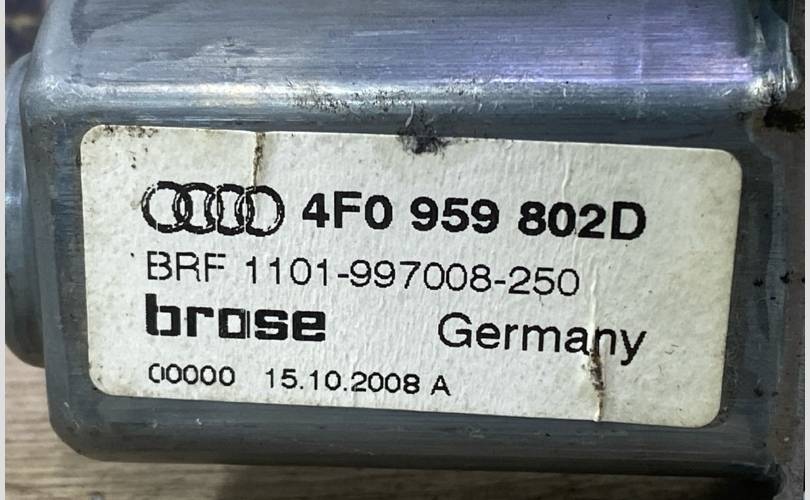 4F0 959 802D
BRF 1101-997008-250
brose Germany
00000 15.10.2008 A